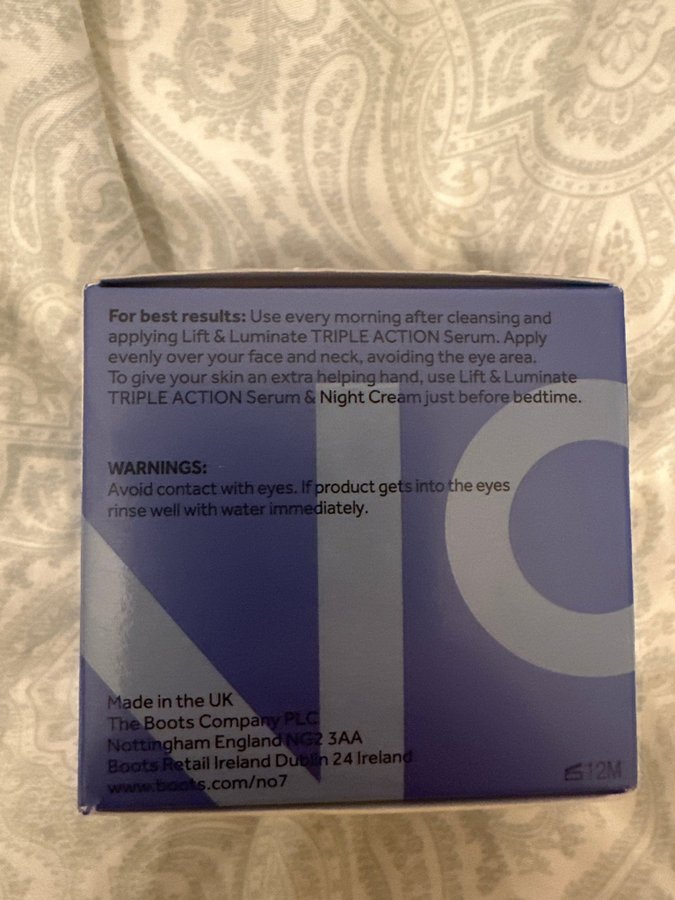 For best results: Use every morning after cleansing and
applying Lift & Luminate TRIPLE ACTION Serum. Apply
evenly over your face and neck, avoiding the eye area.
To give your skin an extra helping hand, use Lift & Luminate
TRIPLE ACTION Serum & Night Cream just before bedtime.
WARNINGS:
Avoid contact with eyes. If product gets into the eyes
rinse well with water immediately.
Made in the UK
The Boots Company PLC
Nottingham England NG2 3AA
Boots Retail Ireland Dublin 24 Ireland
www.boots.com/no7
12M